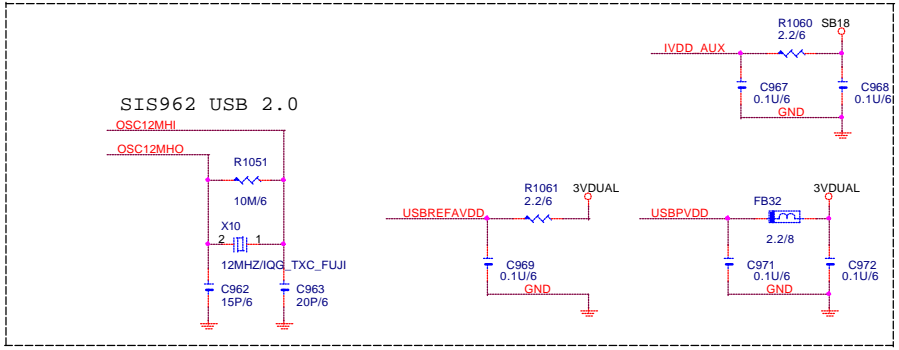 R1060
2.2/6
SB18
IVDD_AUX
C967
0.1U/6
C968
0.1U/6
GND
SIS962 USB 2.0
OSC12MHI
OSC12MHO
R1051
10M/6
X10
2
1
12MHZ/IQG_TXC_FUJI
C962
15P/6
C963
20P/6
R1061
2.2/6
3VDUAL
USBREFAVDD
C969
0.1U/6
GND
3VDUAL
FB32
USBPVDD
2.2/8
C971
0.1U/6
C972
0.1U/6
GND